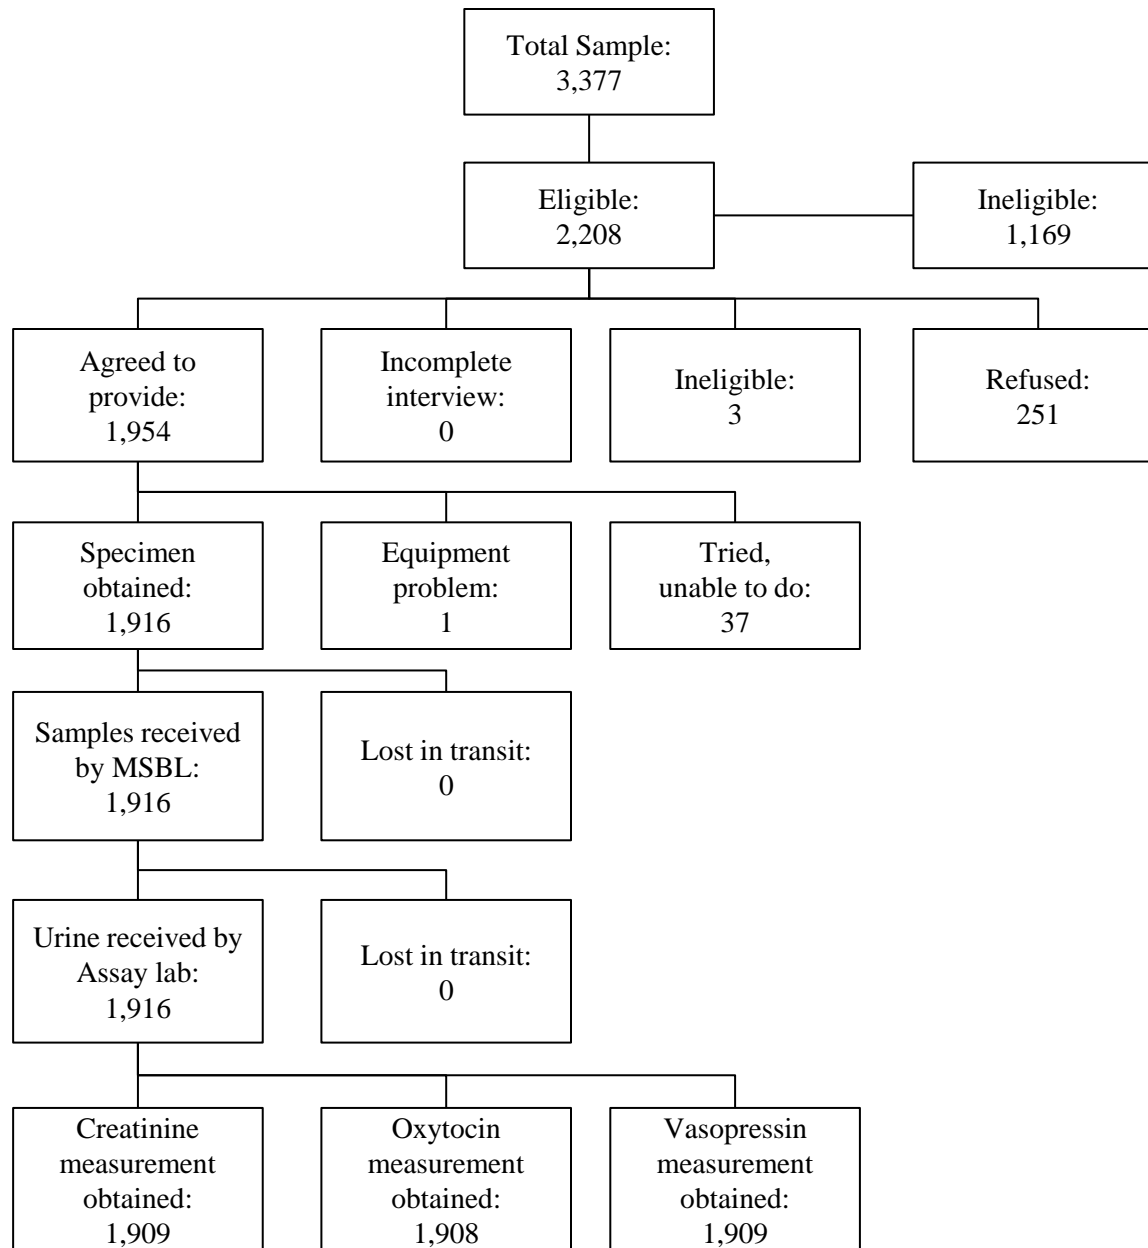 Total Sample:
3,377
Eligible:
2,208
Ineligible:
1,169
Agreed to
provide:
1,954
Incomplete
interview:
0
Ineligible:
3
Refused:
251
Specimen
obtained:
1,916
Equipment
problem:
1
Tried,
unable to do:
37
Samples received
by MSBL:
1,916
Lost in transit:
0
Urine received by
Assay lab:
1,916
Lost in transit:
0
Creatinine
measurement
obtained:
1,909
Oxytocin
measurement
obtained:
1,908
Vasopressin
measurement
obtained:
1,909